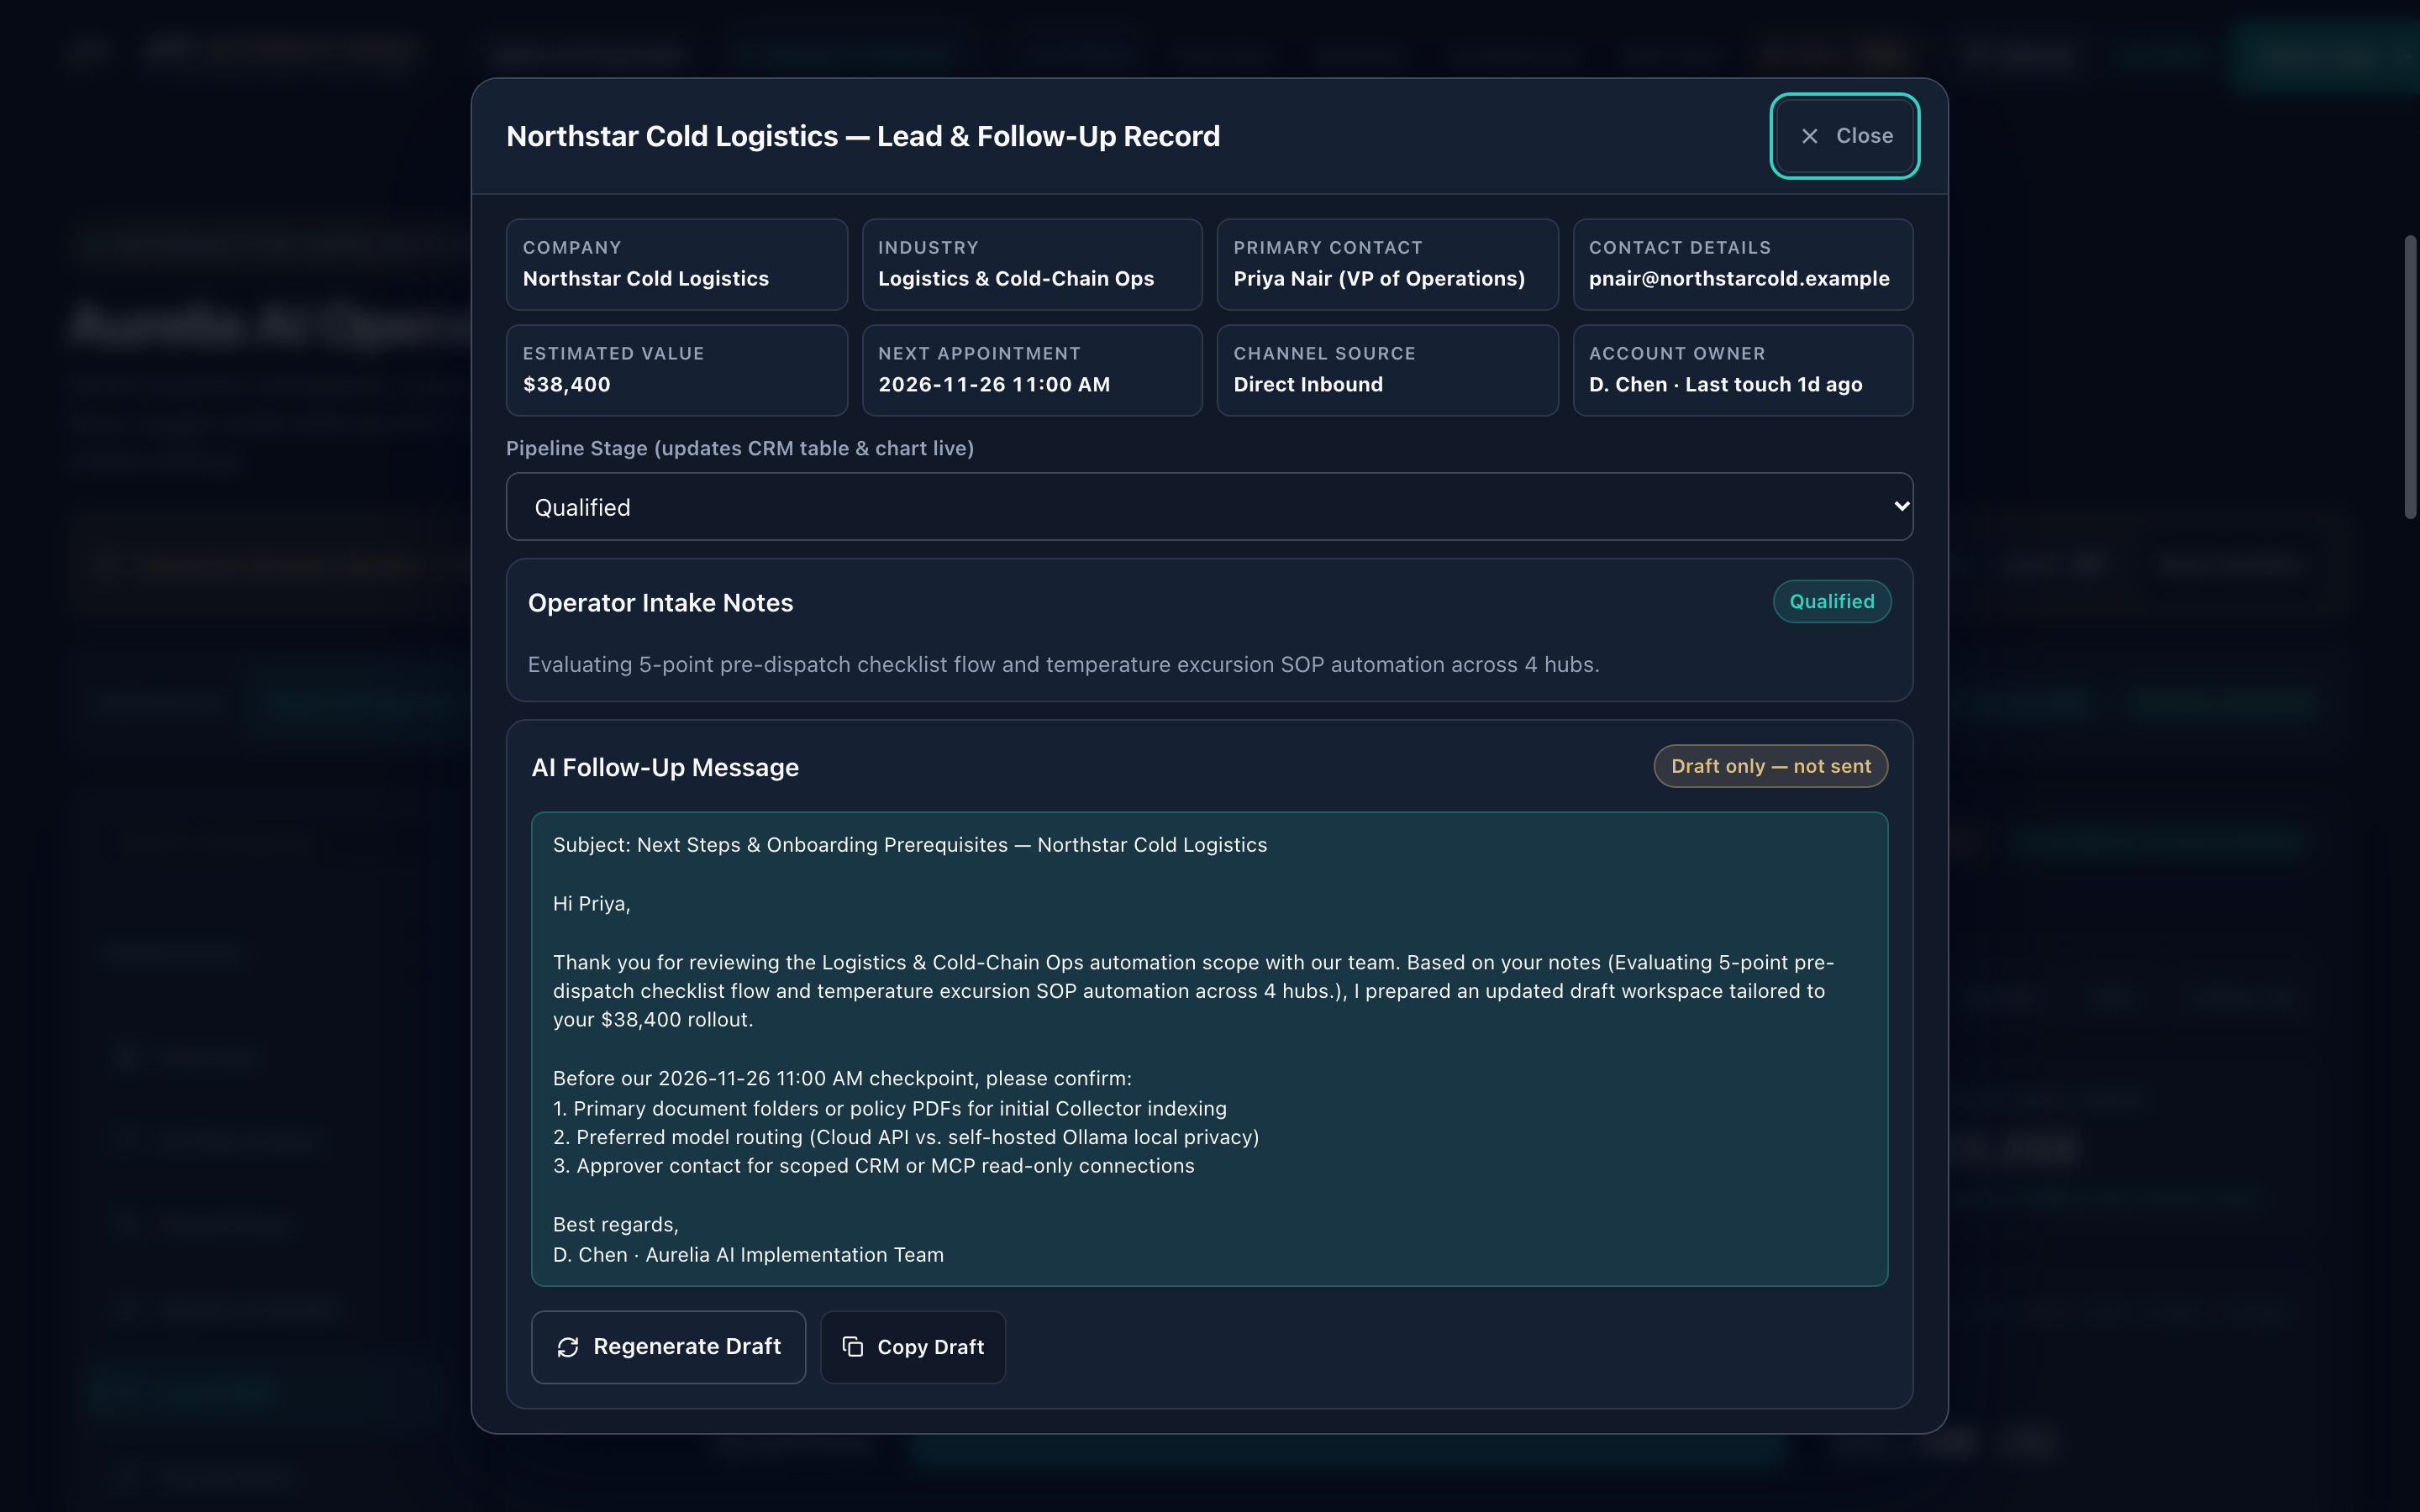 Northstar Cold Logistics — Lead & Follow-Up Record
Close
COMPANY
Northstar Cold Logistics
INDUSTRY
Logistics & Cold-Chain Ops
PRIMARY CONTACT
Priya Nair (VP of Operations)
CONTACT DETAILS
pnair@northstarcold.example
ESTIMATED VALUE
$38,400
NEXT APPOINTMENT
2026-11-26 11:00 AM
CHANNEL SOURCE
Direct Inbound
ACCOUNT OWNER
D. Chen · Last touch 1d ago
Pipeline Stage (updates CRM table & chart live)
Qualified
Operator Intake Notes
Qualified
Evaluating 5-point pre-dispatch checklist flow and temperature excursion SOP automation across 4 hubs.
AI Follow-Up Message
Draft only — not sent
Subject: Next Steps & Onboarding Prerequisites — Northstar Cold Logistics
Hi Priya,
Thank you for reviewing the Logistics & Cold-Chain Ops automation scope with our team. Based on your notes (Evaluating 5-point pre-
dispatch checklist flow and temperature excursion SOP automation across 4 hubs.), I prepared an updated draft workspace tailored to
your $38,400 rollout.
Before our 2026-11-26 11:00 AM checkpoint, please confirm:
1. Primary document folders or policy PDFs for initial Collector indexing
2. Preferred model routing (Cloud API vs. self-hosted Ollama local privacy)
3. Approver contact for scoped CRM or MCP read-only connections
Best regards,
D. Chen · Aurelia AI Implementation Team
Regenerate Draft
Copy Draft